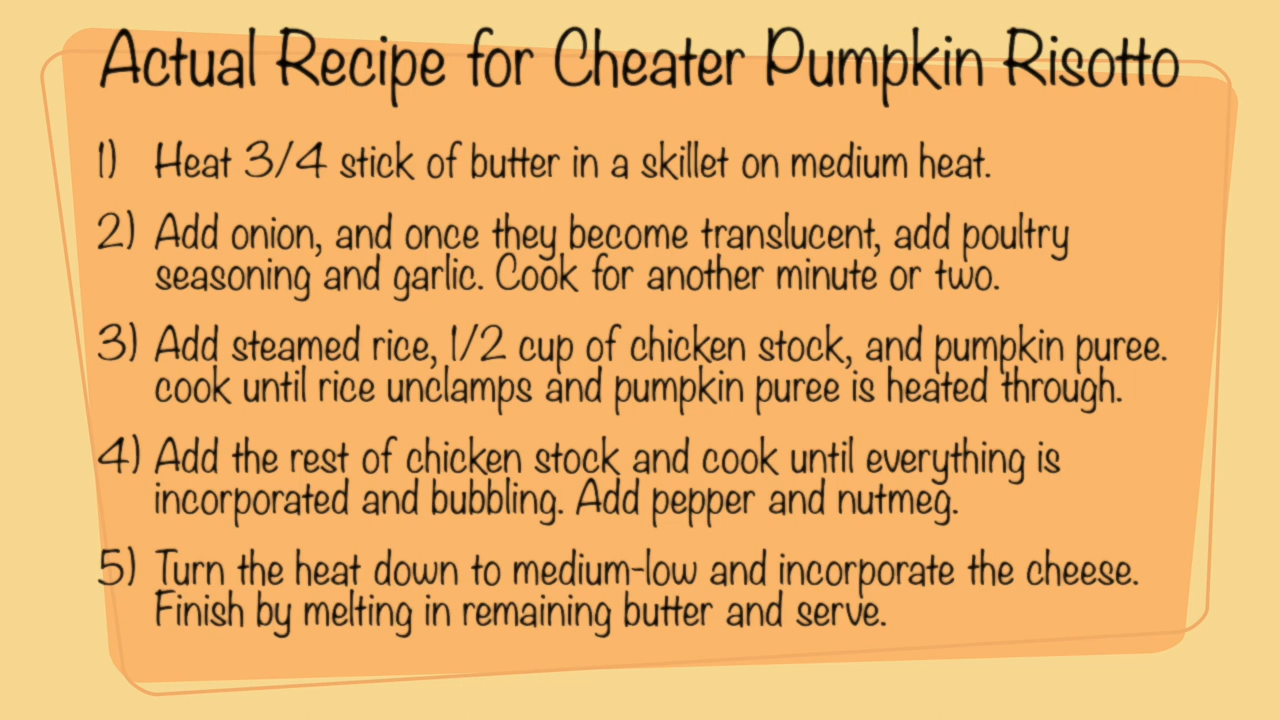 Actual Recipe for Cheater Pumpkin Risotto
1) Heat 3/4 stick of butter in a skillet on medium heat.
2) Add onion, and once they become translucent, add poultry
seasoning and garlic. Cook for another minute or two.
3) Add steamed rice, 1/2 cup of chicken stock, and pumpkin puree.
cook until rice unclamps and pumpkin puree is heated through.
4) Add the rest of chicken stock and cook until everything is
incorporated and bubbling. Add pepper and nutmeg.
5) Turn the heat down to medium-low and incorporate the cheese.
Finish by melting in remaining butter and serve.